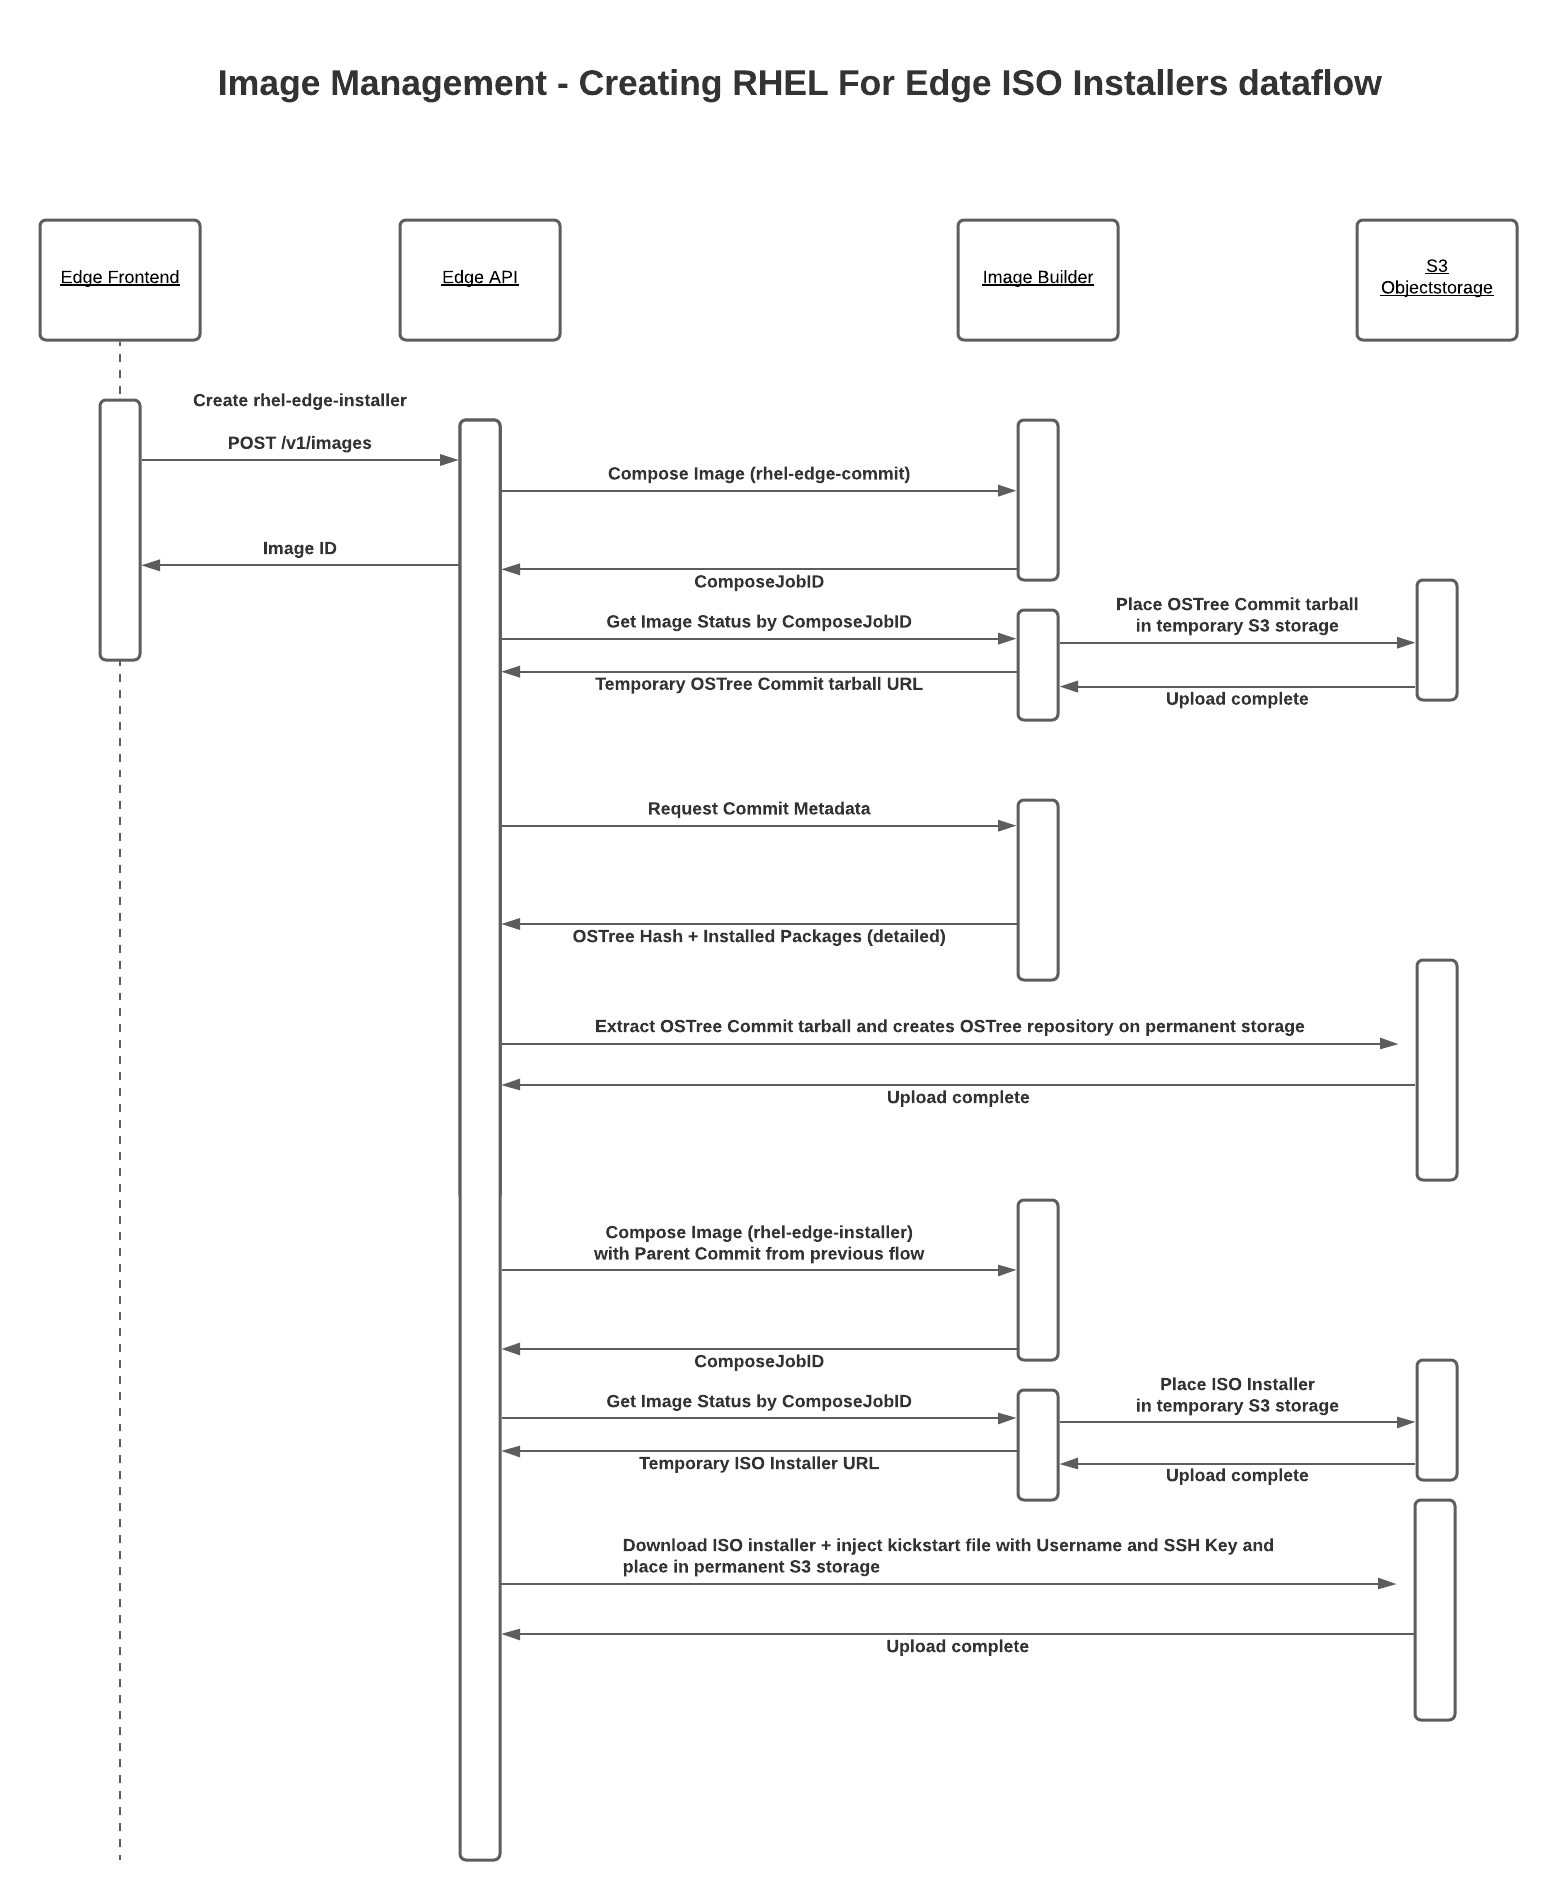 Image Management - Creating RHEL For Edge ISO Installers dataflow
Edge Frontend
Edge API
Image Builder
S3
Objectstorage
Create rhel-edge-installer
POST /v1/images
Compose Image (rhel-edge-commit)
Image ID
ComposeJobID
Place OSTree Commit tarball
in temporary S3 storage
Get Image Status by ComposeJobID
Temporary OSTree Commit tarball URL
Upload complete
Request Commit Metadata
OSTree Hash + Installed Packages (detailed)
Extract OSTree Commit tarball and creates OSTree repository on permanent storage
Upload complete
Compose Image (rhel-edge-installer)
with Parent Commit from previous flow
ComposeJobID
Place ISO Installer
in temporary S3 storage
Get Image Status by ComposeJobID
Temporary ISO Installer URL
Upload complete
Download ISO installer + inject kickstart file with Username and SSH Key and
place in permanent S3 storage
Upload complete